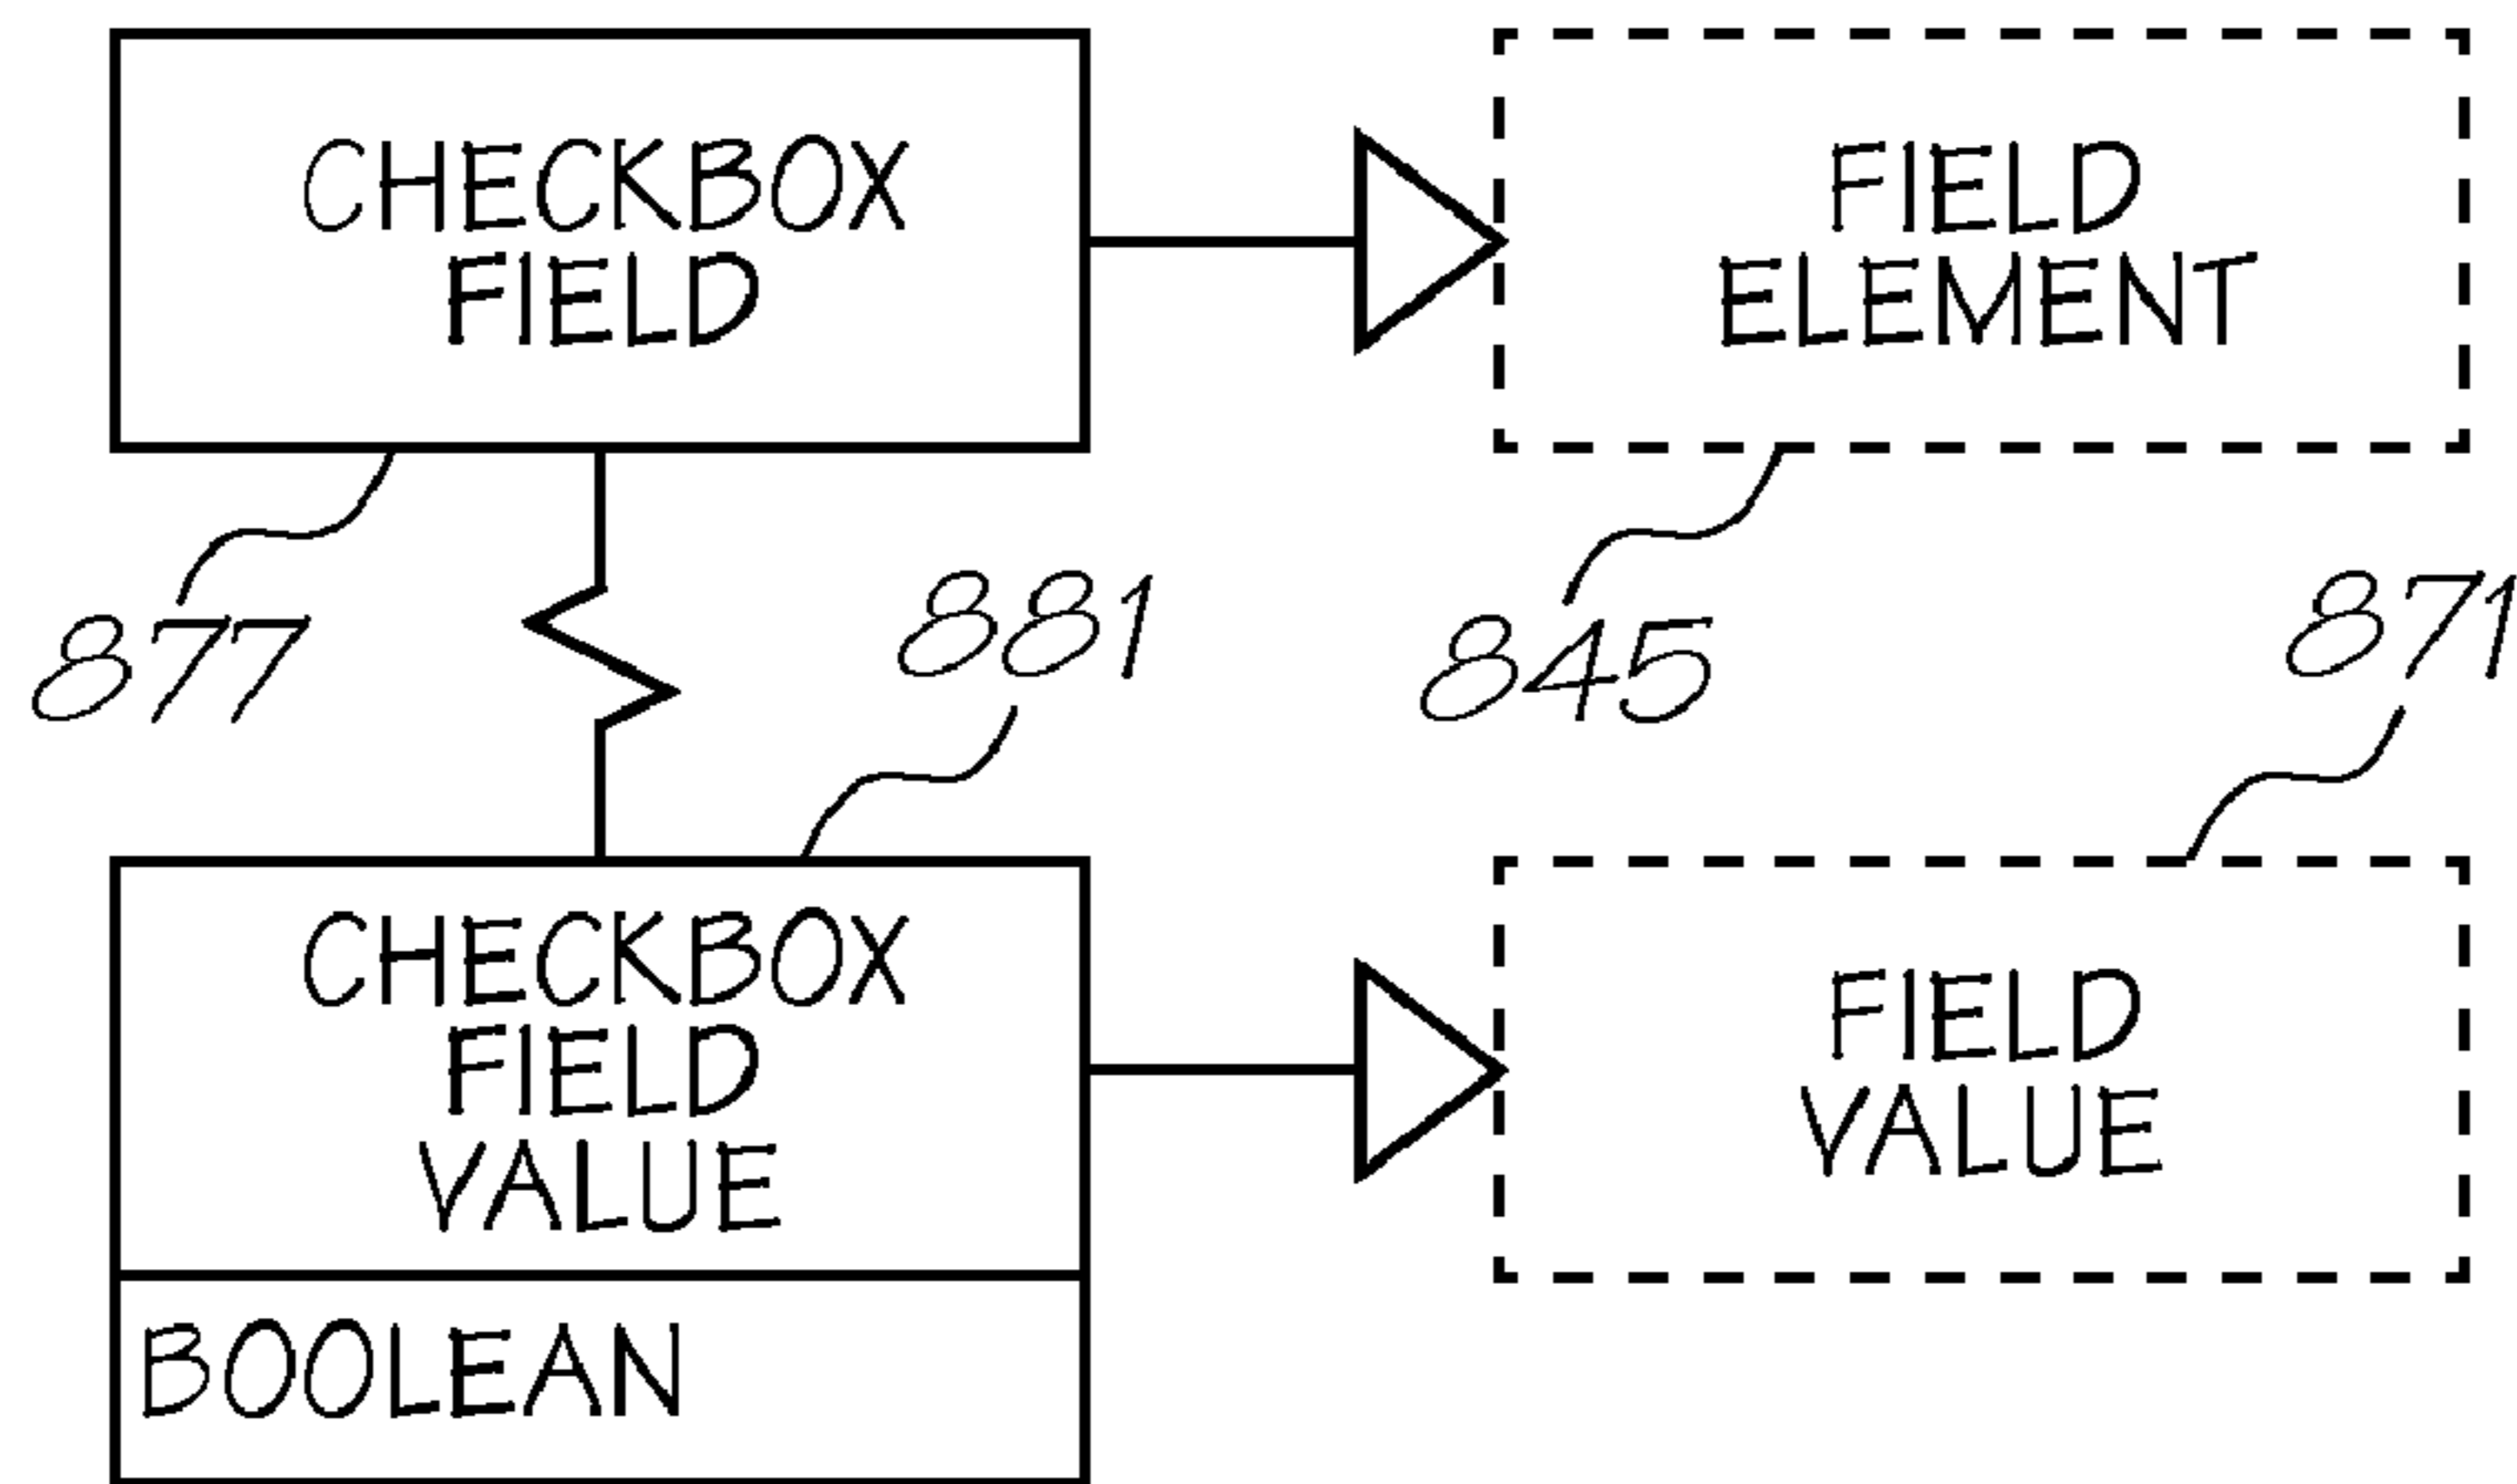 CHECKBOX
FIELD
FIELD
ELEMENT
877
881
845
871
CHECKBOX
FIELD
VALUE
FIELD
VALUE
BOOLEAN